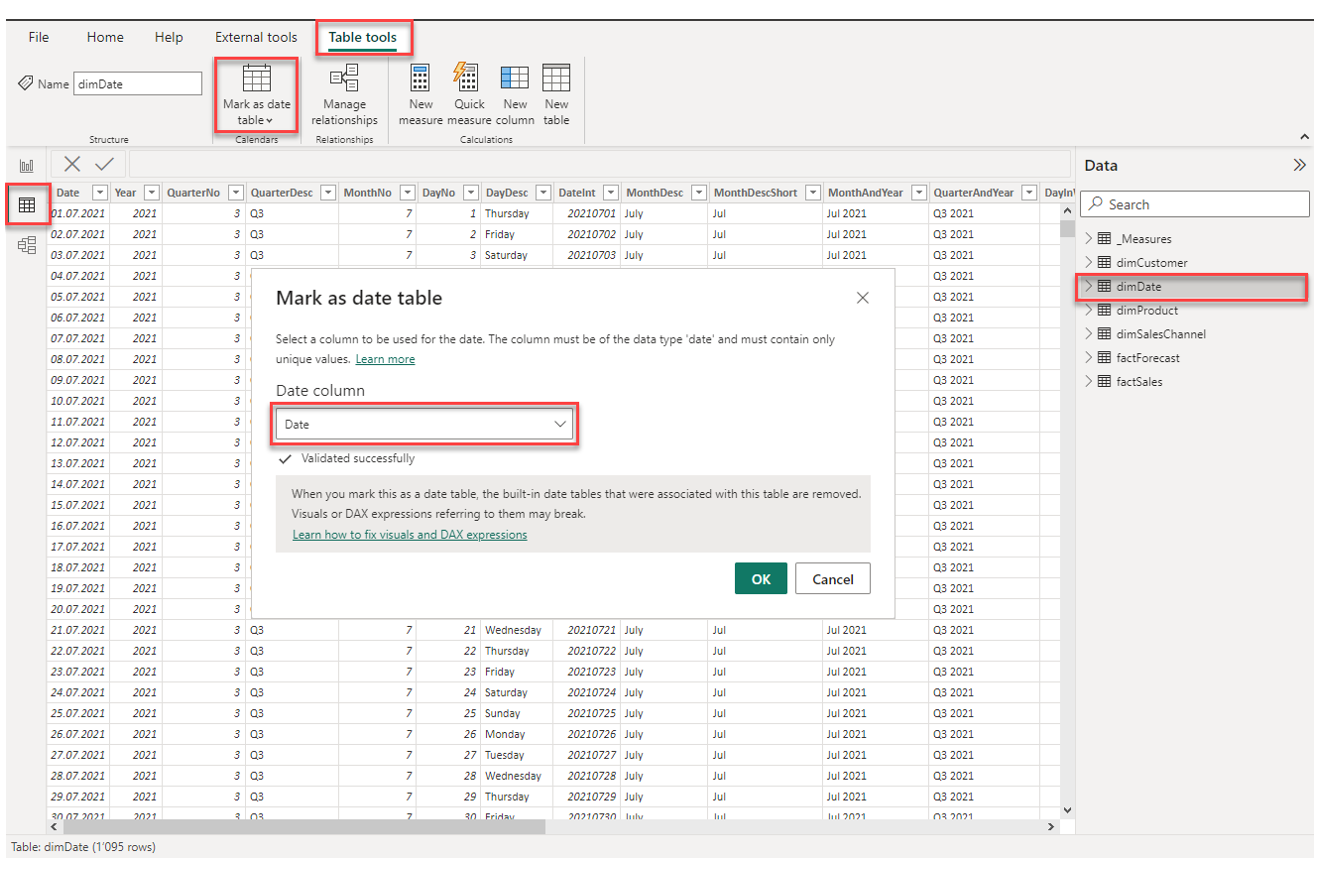 File Home Help External tools Table tools
Name dimDate
Mark as date table
Manage relationships
New measure
Quick measure
New column
New table
Structure Calendars Relationships Calculations
Data
Search
_Measures
dimCustomer
dimDate
dimProduct
dimSalesChannel
factForecast
factSales
Date Year QuarterNo QuarterDesc MonthNo DayNo DayDesc DateInt MonthDesc MonthDescShort MonthAndYear QuarterAndYear
01.07.2021 2021 3 Q3 7 1 Thursday 20210701 July Jul Jul 2021 Q3 2021
02.07.2021 2021 3 Q3 7 2 Friday 20210702 July Jul Jul 2021 Q3 2021
03.07.2021 2021 3 Q3 7 3 Saturday 20210703 July Jul Jul 2021 Q3 2021
04.07.2021 2021 3 Q3 2021
05.07.2021 2021 3 Q3 2021
06.07.2021 2021 3 Q3 2021
07.07.2021 2021 3 Q3 2021
08.07.2021 2021 3 Q3 2021
09.07.2021 2021 3 Q3 2021
10.07.2021 2021 3 Q3 2021
11.07.2021 2021 3 Q3 2021
12.07.2021 2021 3 Q3 2021
13.07.2021 2021 3 Q3 2021
14.07.2021 2021 3 Q3 2021
15.07.2021 2021 3 Q3 2021
16.07.2021 2021 3 Q3 2021
17.07.2021 2021 3 Q3 2021
18.07.2021 2021 3 Q3 2021
19.07.2021 2021 3 Q3 2021
20.07.2021 2021 3 Q3 2021
Mark as date table
Select a column to be used for the date. The column must be of the data type 'date' and must contain only
unique values. Learn more
Date column
Date
Validated successfully
When you mark this as a date table, the built-in date tables that were associated with this table are removed.
Visuals or DAX expressions referring to them may break.
Learn how to fix visuals and DAX expressions
OK Cancel
21.07.2021 2021 3 Q3 7 21 Wednesday 20210721 July Jul Jul 2021 Q3 2021
22.07.2021 2021 3 Q3 7 22 Thursday 20210722 July Jul Jul 2021 Q3 2021
23.07.2021 2021 3 Q3 7 23 Friday 20210723 July Jul Jul 2021 Q3 2021
24.07.2021 2021 3 Q3 7 24 Saturday 20210724 July Jul Jul 2021 Q3 2021
25.07.2021 2021 3 Q3 7 25 Sunday 20210725 July Jul Jul 2021 Q3 2021
26.07.2021 2021 3 Q3 7 26 Monday 20210726 July Jul Jul 2021 Q3 2021
27.07.2021 2021 3 Q3 7 27 Tuesday 20210727 July Jul Jul 2021 Q3 2021
28.07.2021 2021 3 Q3 7 28 Wednesday 20210728 July Jul Jul 2021 Q3 2021
29.07.2021 2021 3 Q3 7 29 Thursday 20210729 July Jul Jul 2021 Q3 2021
30.07.2021 2021 3 Q3 7 30 Friday 20210730 July Jul Jul 2021 Q3 2021
Table: dimDate (1'095 rows)